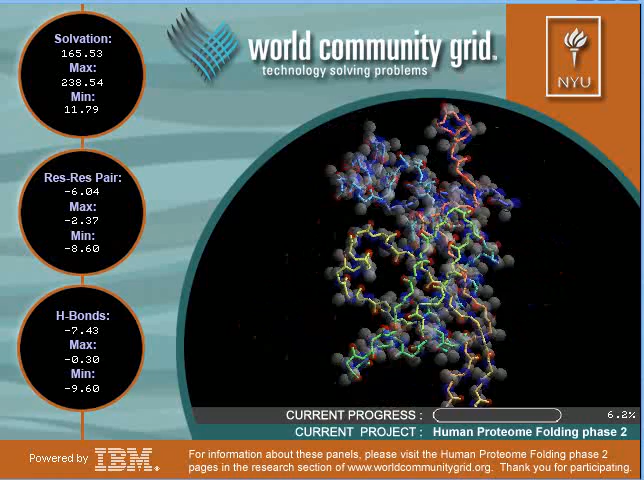 Solvation:
165.53
Max:
238.54
Min:
11.79
Res-Res Pair:
-6.04
Max:
-2.37
Min:
-8.60
H-Bonds:
-7.43
Max:
-0.30
Min:
-9.60
world community grid.
technology solving problems
NYU
CURRENT PROGRESS : 6.2%
CURRENT PROJECT : Human Proteome Folding phase 2
Powered by IBM.
For information about these panels, please visit the Human Proteome Folding phase 2
pages in the research section of www.worldcommunitygrid.org. Thank you for participating.